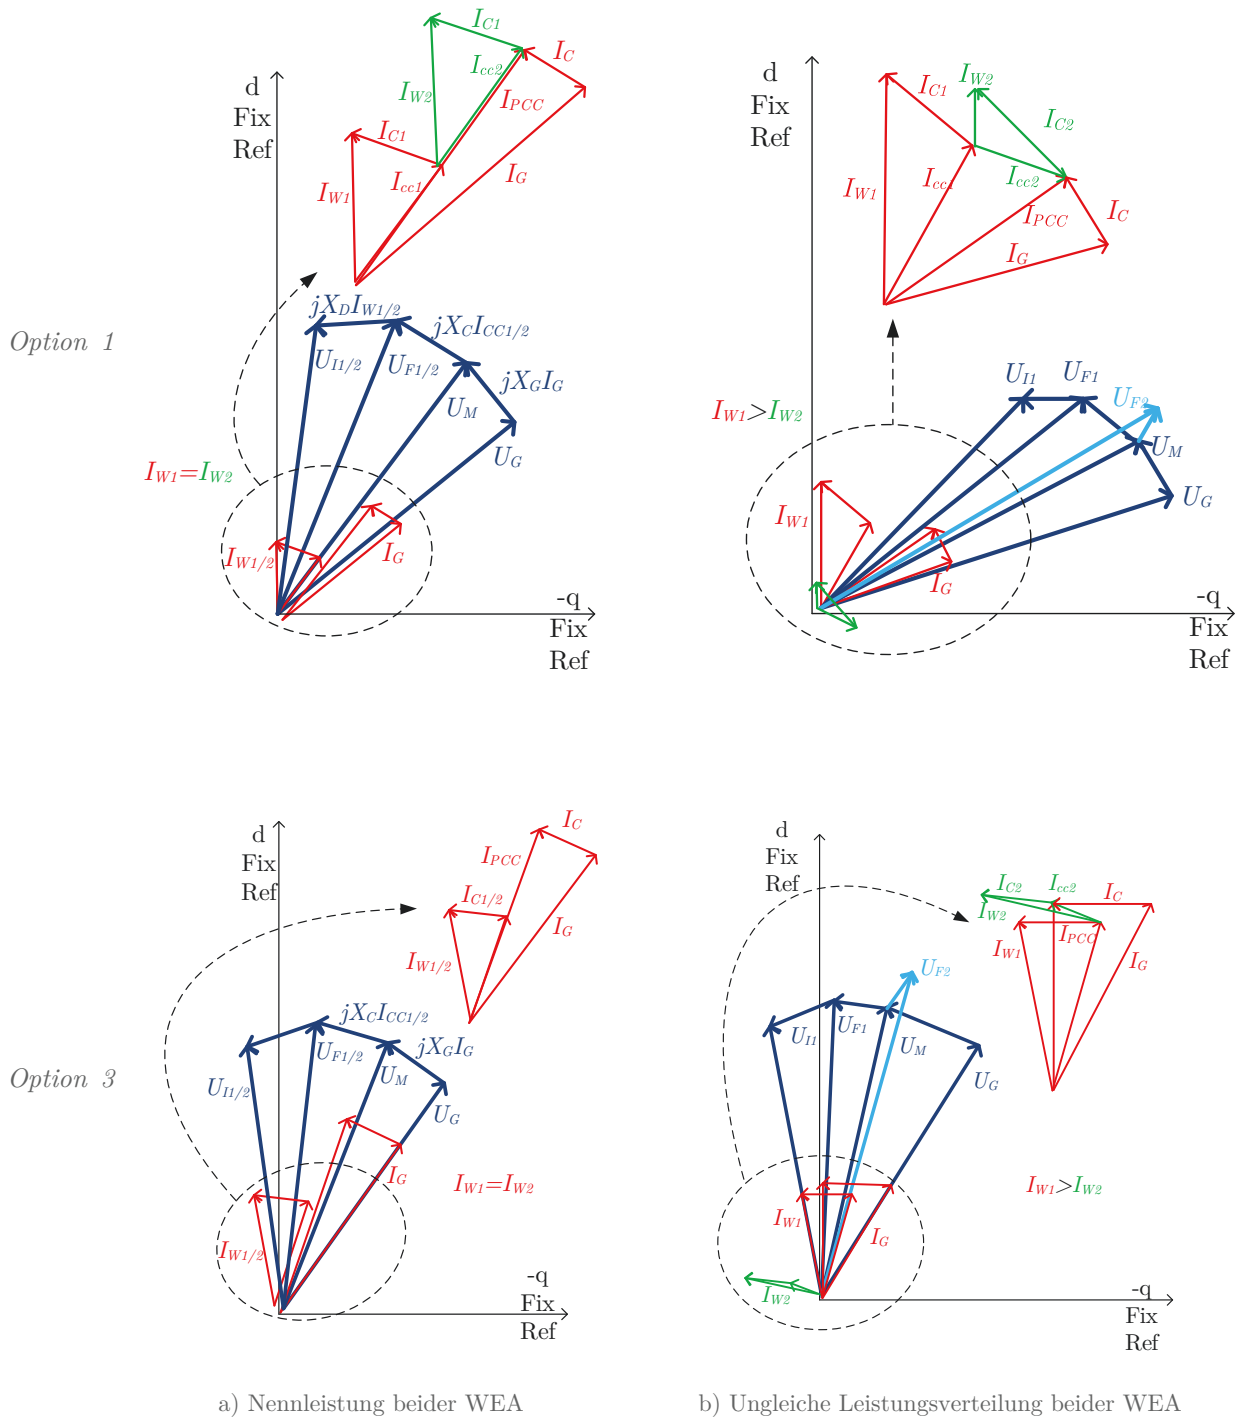 d
Fix
Ref
I_C1
I_cc2
I_C
I_W2
I_PCC
I_C1
I_W1
I_cc1
I_G
jX_D I_W1/2
jX_C I_CC1/2
U_I1/2
U_F1/2
jX_G I_G
U_M
U_G
I_W1=I_W2
I_W1/2
I_G
-q
Fix
Ref
Option 1
d
Fix
Ref
I_C1
I_W2
I_C2
I_W1
I_cc1
I_cc2
I_PCC
I_C
I_G
U_I1
U_F1
U_F2
I_W1>I_W2
U_M
U_G
I_W1
I_G
-q
Fix
Ref
d
Fix
Ref
I_C
I_PCC
I_C1/2
I_G
I_W1/2
jX_C I_CC1/2
U_F1/2
jX_G I_G
U_I1/2
U_M
U_G
I_G
I_W1=I_W2
I_W1/2
-q
Fix
Ref
Option 3
d
Fix
Ref
I_C2
I_cc2
I_C
I_W2
I_W1
I_PCC
I_G
U_F2
U_F1
U_I1
U_M
U_G
I_W1>I_W2
I_W1
I_G
I_W2
-q
Fix
Ref
a) Nennleistung beider WEA
b) Ungleiche Leistungsverteilung beider WEA